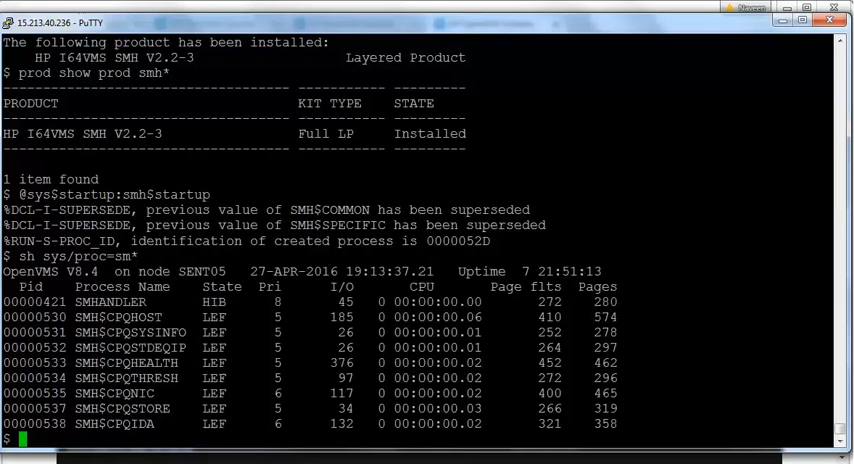 Naveen
15.213.40.236 - PuTTY
The following product has been installed:
    HP I64VMS SMH V2.2-3                   Layered Product
$ prod show prod smh*
------------------------------------ ----------- ---------
PRODUCT                              KIT TYPE    STATE
------------------------------------ ----------- ---------
HP I64VMS SMH V2.2-3                 Full LP     Installed
------------------------------------ ----------- ---------
1 item found
$ @sys$startup:smh$startup
%DCL-I-SUPERSEDE, previous value of SMH$COMMON has been superseded
%DCL-I-SUPERSEDE, previous value of SMH$SPECIFIC has been superseded
%RUN-S-PROC_ID, identification of created process is 0000052D
$ sh sys/proc=sm*
OpenVMS V8.4  on node SENT05   27-APR-2016 19:13:37.21   Uptime  7 21:51:13
  Pid    Process Name    State  Pri      I/O       CPU       Page flts  Pages
00000421 SMHANDLER       HIB      8       45   0 00:00:00.00       272    280
00000530 SMH$CPQHOST     LEF      5      185   0 00:00:00.06       410    574
00000531 SMH$CPQSYSINFO  LEF      5       26   0 00:00:00.01       252    278
00000532 SMH$CPQSTDEQIP  LEF      5       26   0 00:00:00.01       264    297
00000533 SMH$CPQHEALTH   LEF      5      376   0 00:00:00.02       452    462
00000534 SMH$CPQTHRESH   LEF      5       97   0 00:00:00.02       272    296
00000535 SMH$CPQNIC      LEF      6      117   0 00:00:00.02       400    465
00000537 SMH$CPQSTORE    LEF      5       34   0 00:00:00.03       266    319
00000538 SMH$CPQIDA      LEF      6      132   0 00:00:00.02       321    358
$